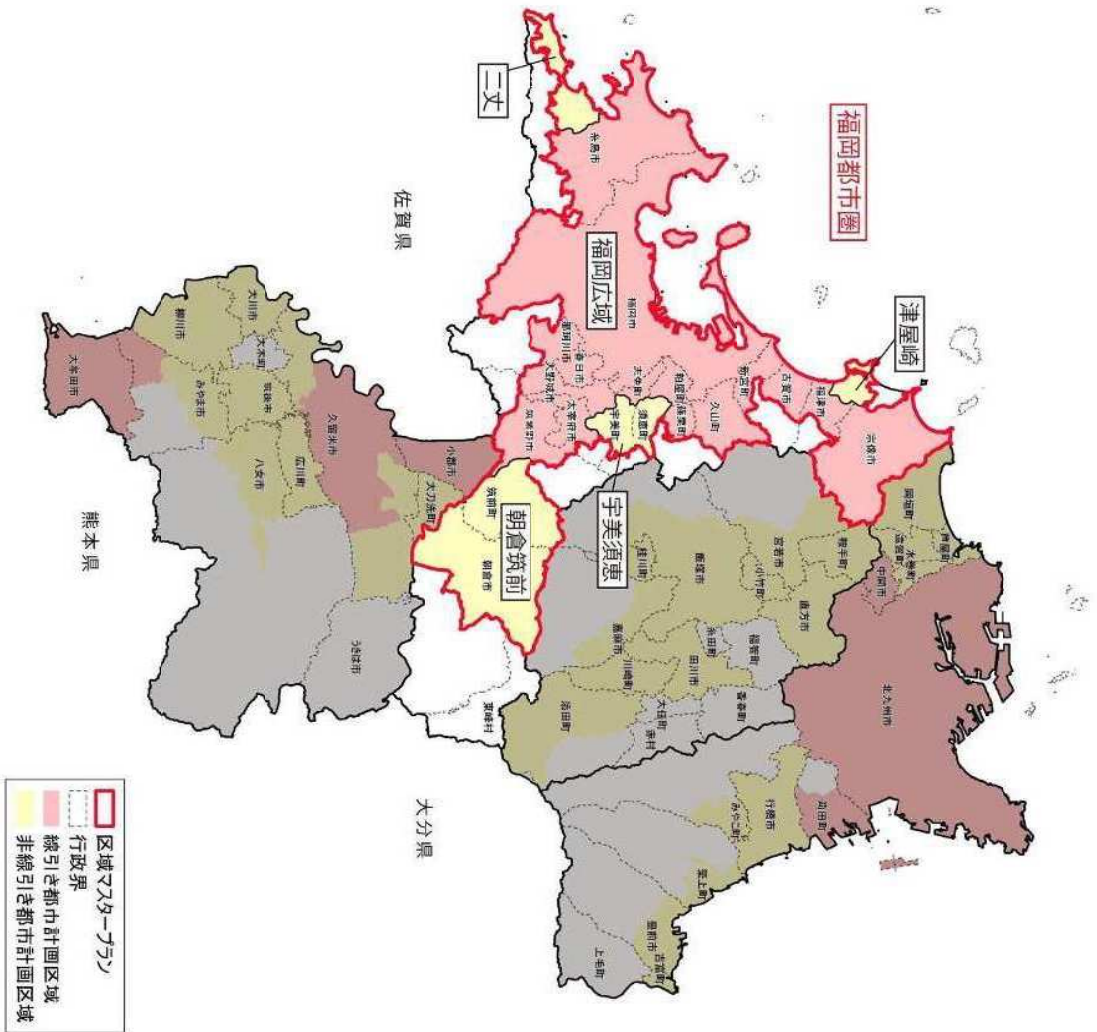 福岡都市圏
津屋崎
二丈
福岡広域
宇美須恵
朝倉筑前
佐賀県
熊本県
大分県
糸島市
福岡市
宗像市
福津市
古賀市
新宮町
久山町
粕屋町
篠栗町
志免町
須恵町
宇美町
春日市
那珂川市
大野城市
太宰府市
筑紫野市
筑前町
朝倉市
東峰村
芦屋町
岡垣町
水巻町
遠賀町
中間市
北九州市
鞍手町
宮若市
小竹町
直方市
飯塚市
桂川町
嘉麻市
福智町
糸田町
田川市
川崎町
香春町
大任町
赤村
添田町
苅田町
行橋市
みやこ町
築上町
豊前市
吉富町
上毛町
小郡市
大刀洗町
久留米市
うきは市
大川市
大木町
柳川市
筑後市
広川町
みやま市
八女市
大牟田市
区域マスタープラン
行政界
線引き都市計画区域
非線引き都市計画区域